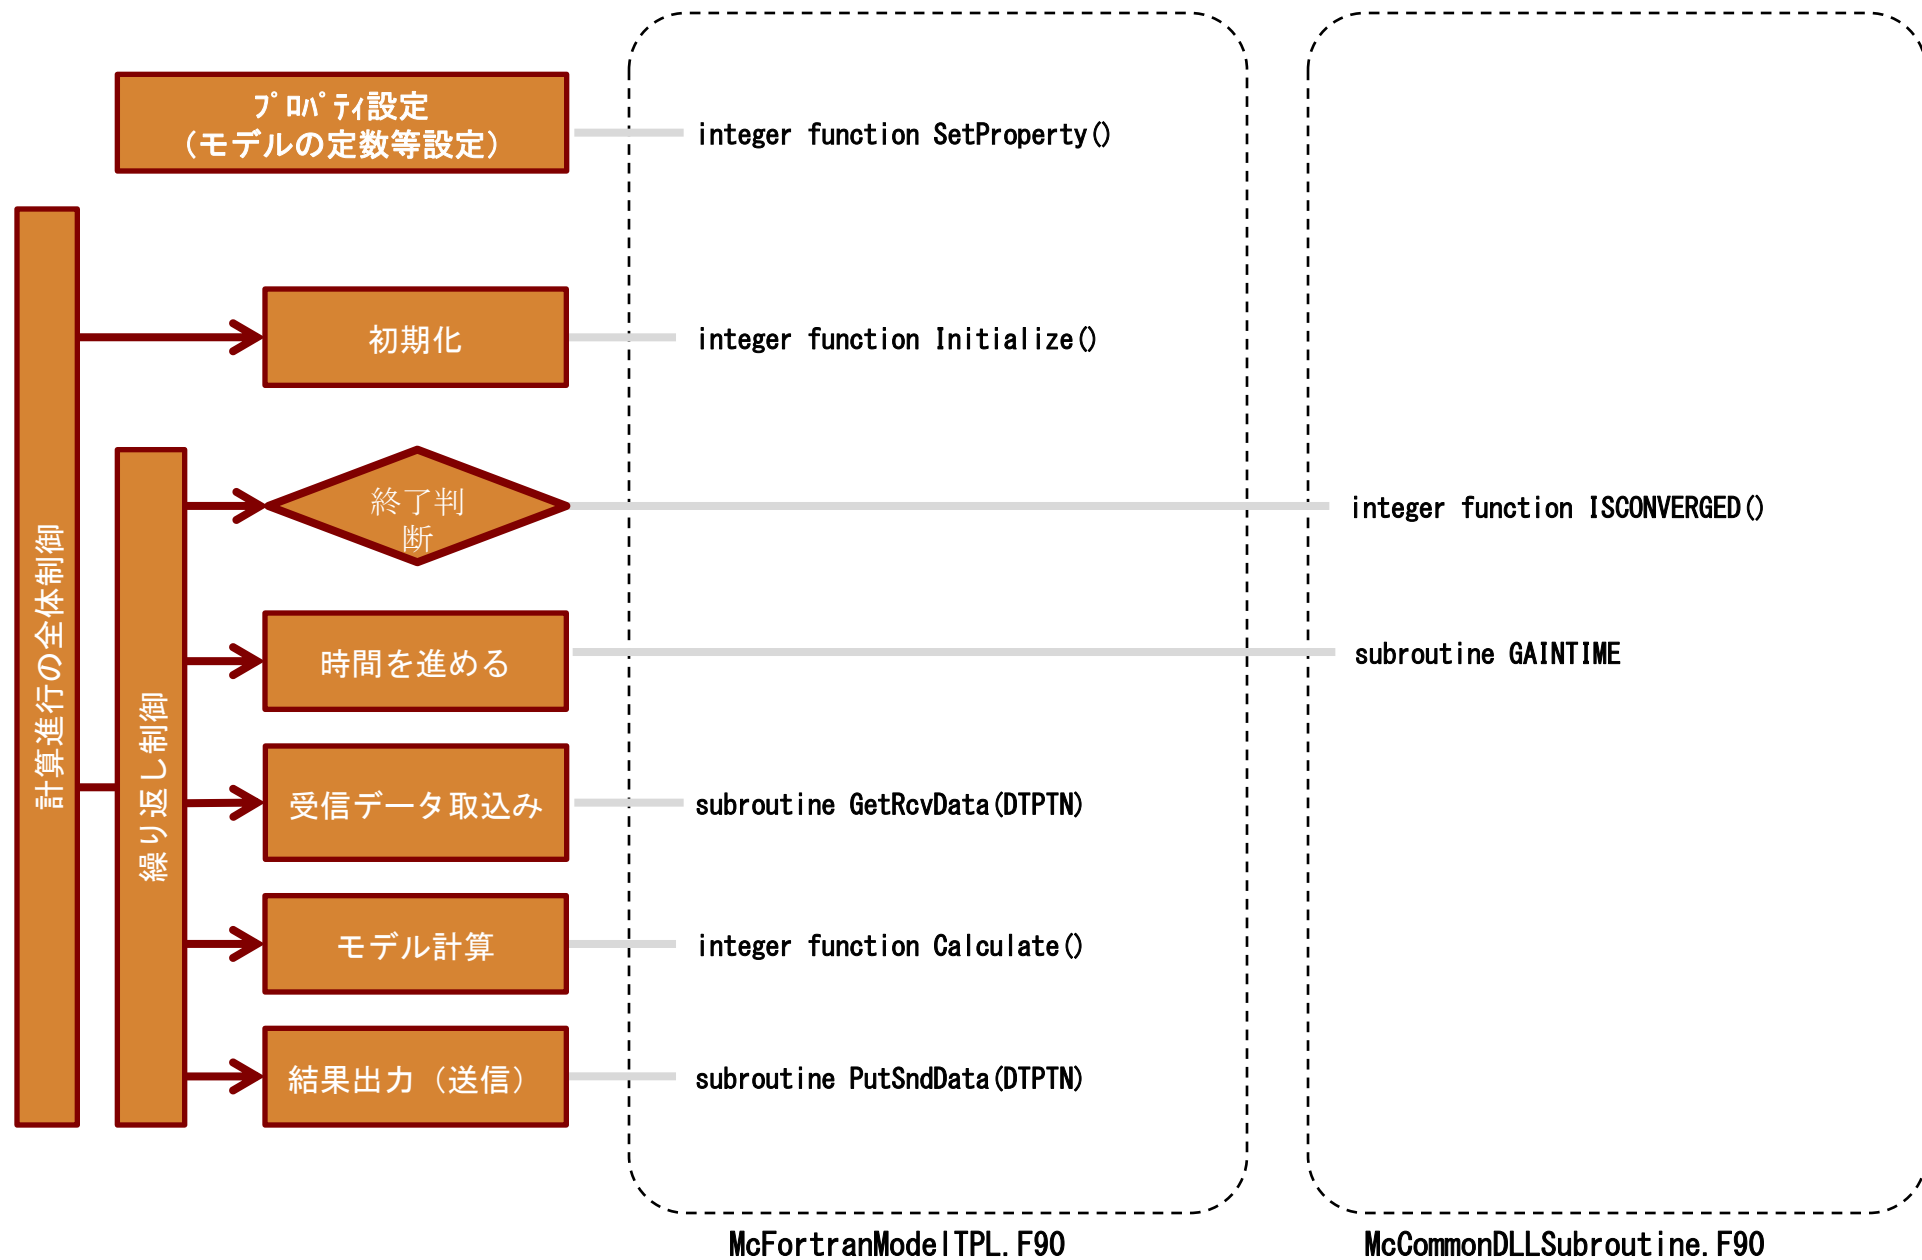 ﾌﾟﾛﾊﾟﾃｨ設定
(モデルの定数等設定)
integer function SetProperty()
計算進行の全体制御
初期化
integer function Initialize()
繰り返し制御
終了判
断
integer function ISCONVERGED()
時間を進める
subroutine GAINTIME
受信データ取込み
subroutine GetRcvData(DTPTN)
モデル計算
integer function Calculate()
結果出力（送信）
subroutine PutSndData(DTPTN)
McFortranModelTPL.F90
McCommonDLLSubroutine.F90